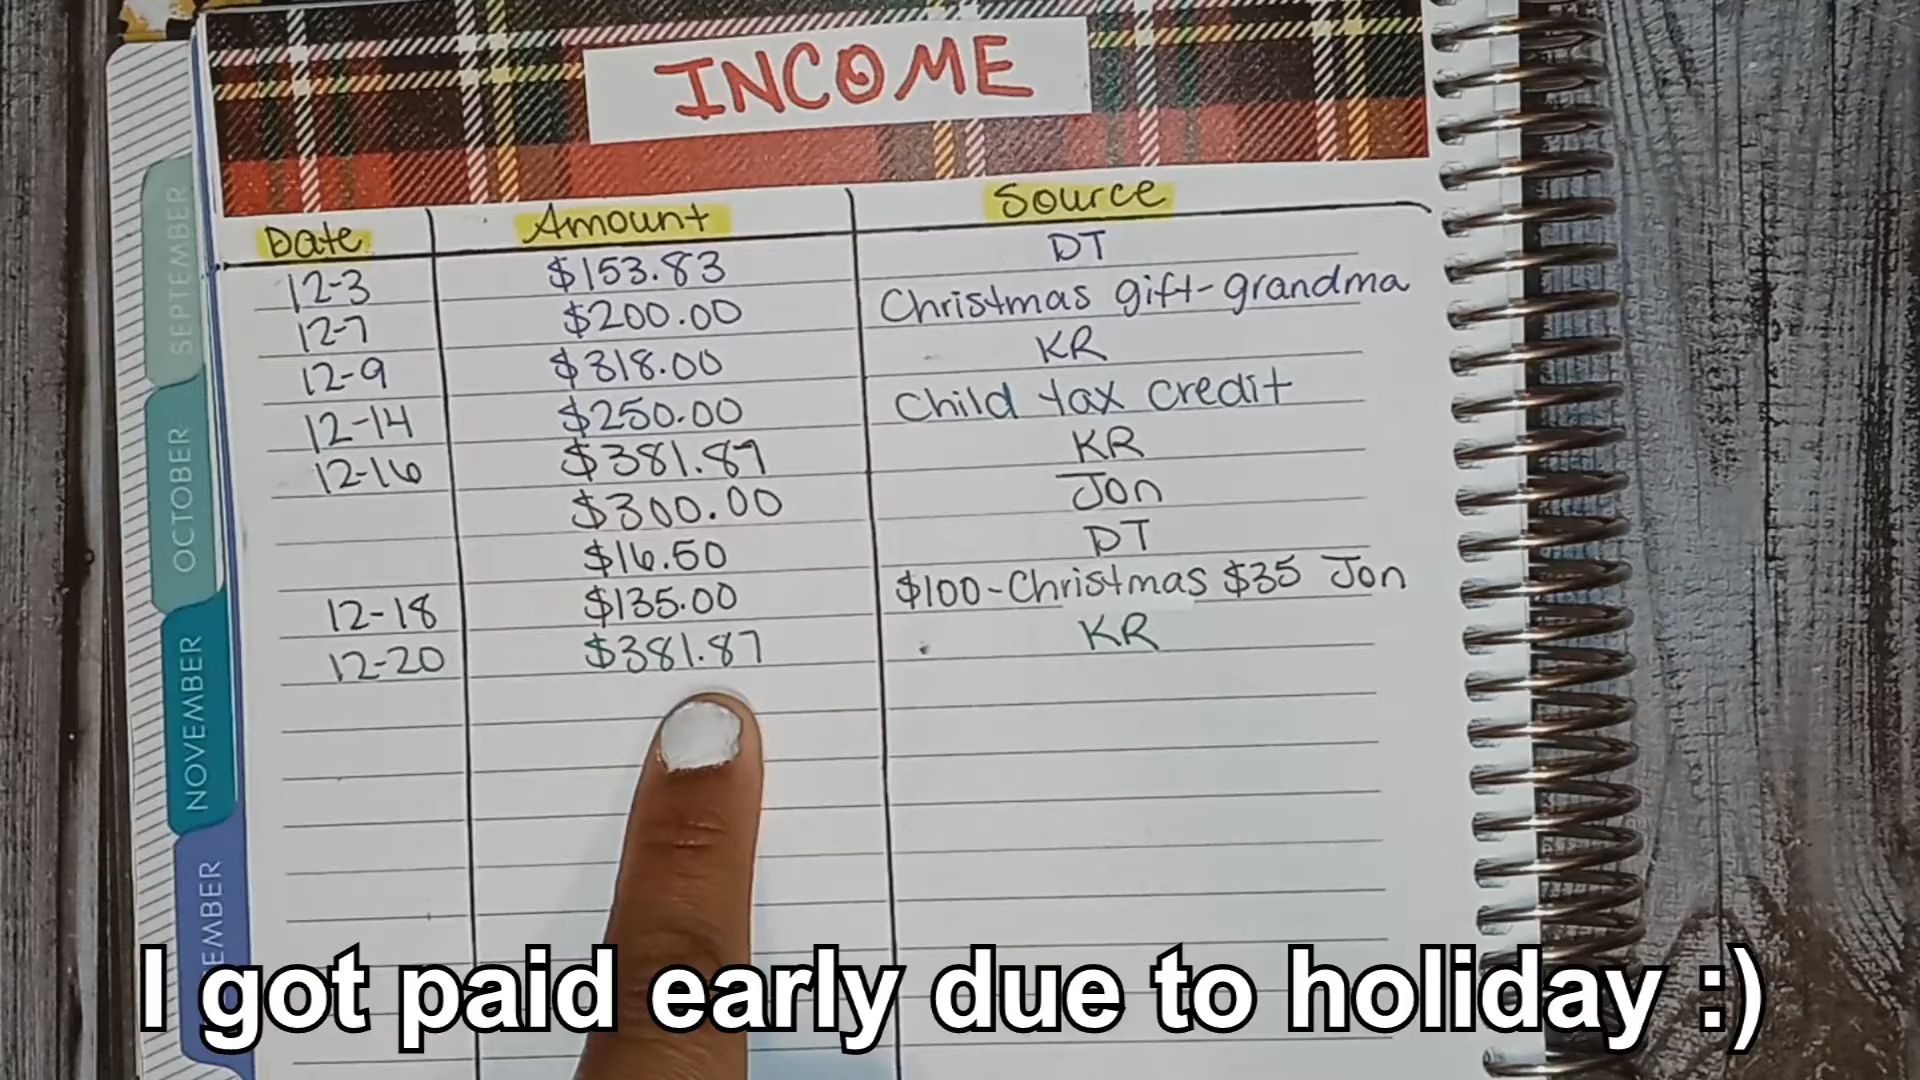 INCOME
Date Amount Source
12-3 $153.83 DT
12-7 $200.00 Christmas gift-grandma
12-9 $318.00 KR
12-14 $250.00 Child tax credit
12-16 $381.87 KR
$300.00 Jon
$16.50 DT
12-18 $135.00 $100-Christmas $35 Jon
12-20 $381.87 KR
SEPTEMBER
OCTOBER
NOVEMBER
EMBER
I got paid early due to holiday :)